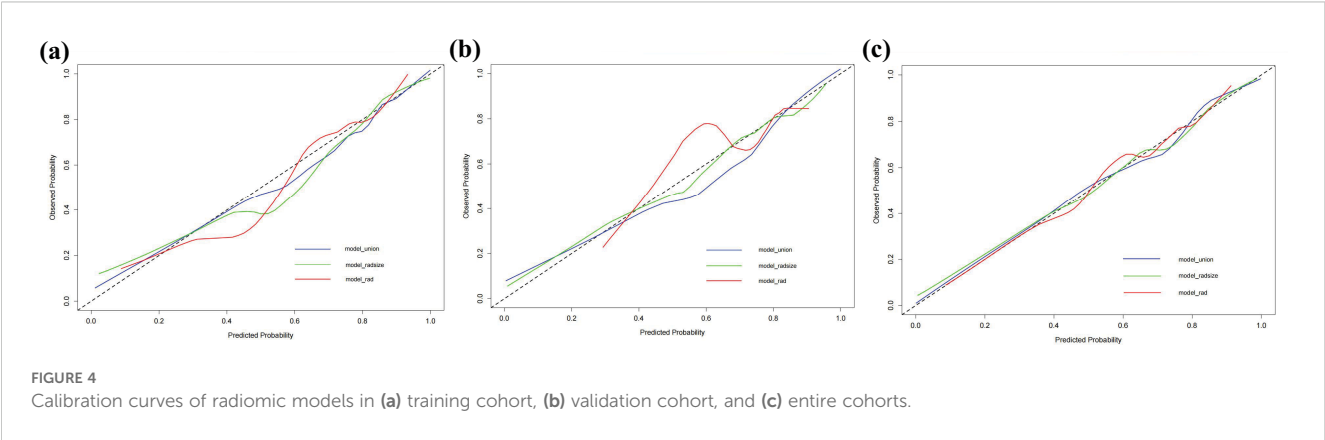 (a)
Observed Probability
1.0
0.8
0.6
0.4
0.2
0.0
model_union
model_radsize
model_rad
0.0 0.2 0.4 0.6 0.8 1.0
Predicted Probability
(b)
Observed Probability
1.0
0.8
0.6
0.4
0.2
0.0
model_union
model_radsize
model_rad
0.0 0.2 0.4 0.6 0.8 1.0
Predicted Probability
(c)
Observed Probability
1.0
0.8
0.6
0.4
0.2
0.0
model_union
model_radsize
model_rad
0.0 0.2 0.4 0.6 0.8 1.0
Predicted Probability
FIGURE 4
Calibration curves of radiomic models in (a) training cohort, (b) validation cohort, and (c) entire cohorts.